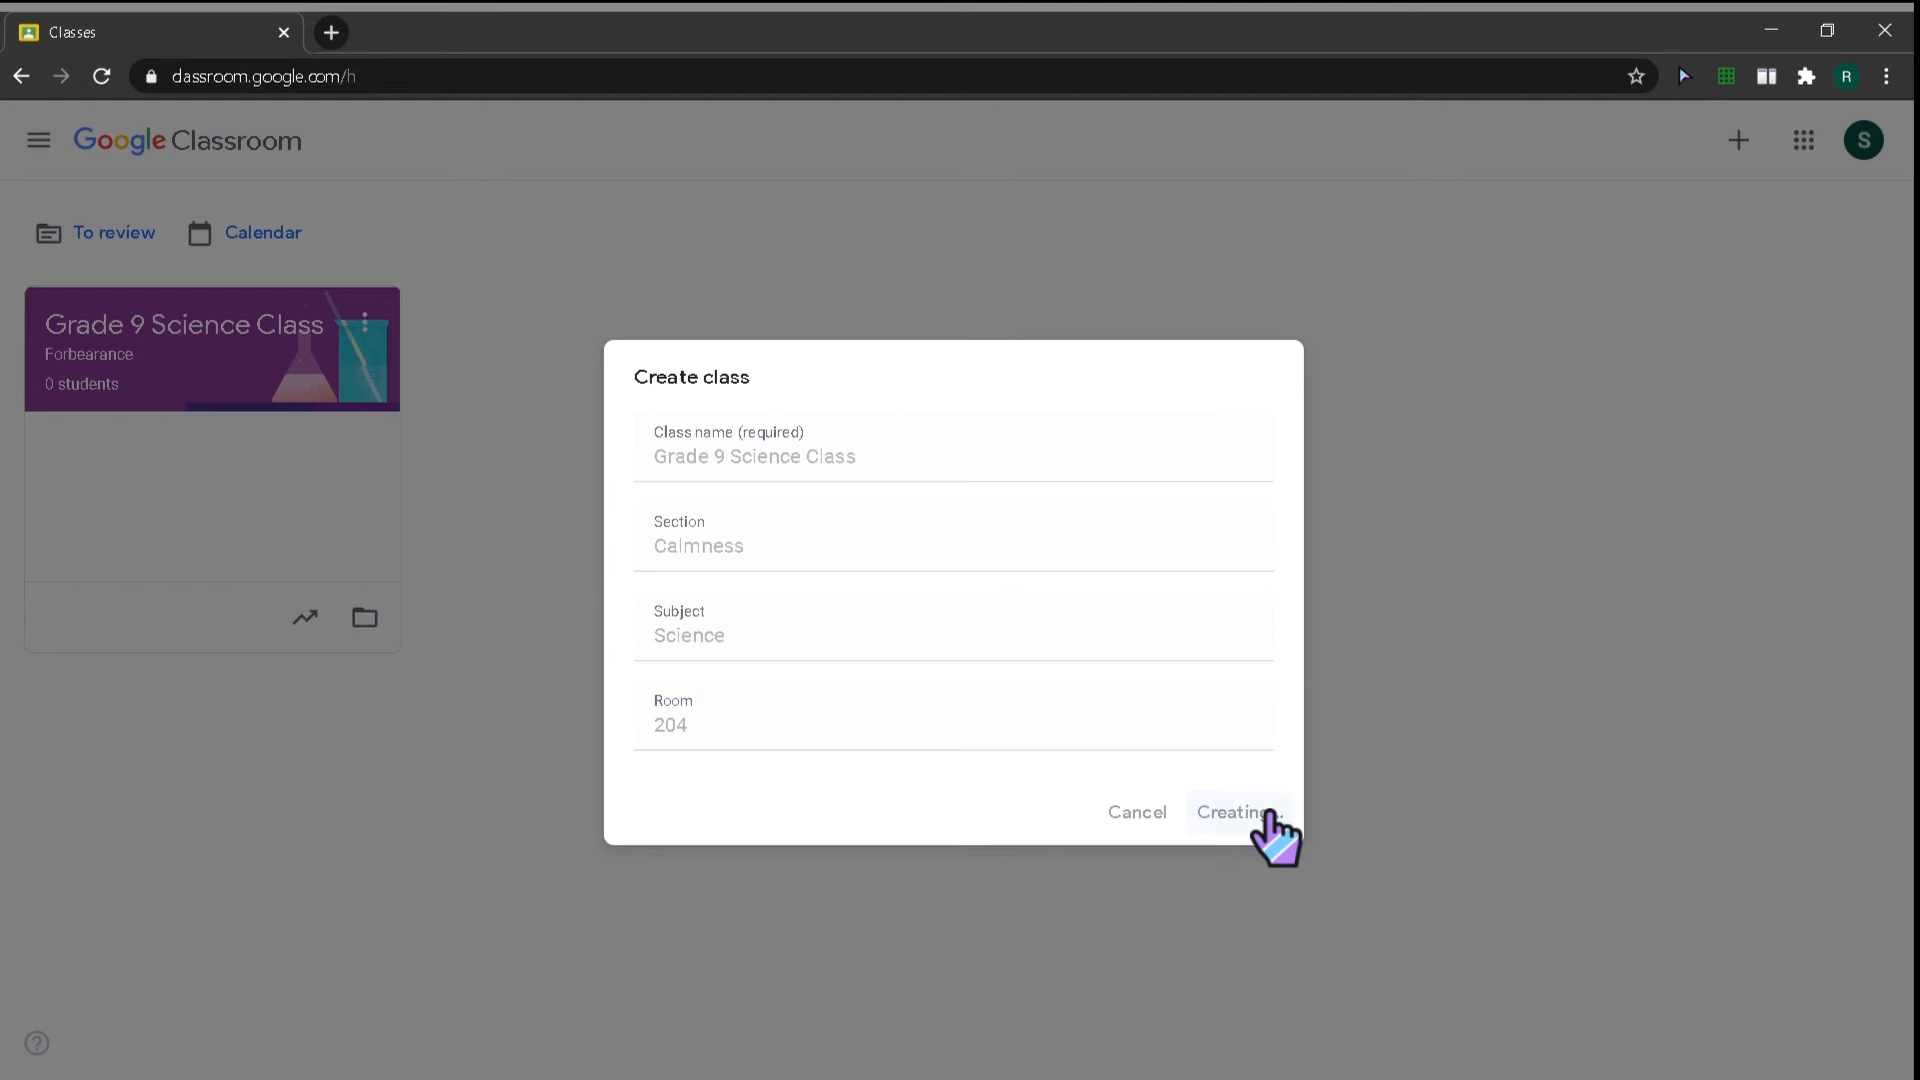 Classes
classroom.google.com/h
R
Google Classroom
S
To review
Calendar
Grade 9 Science Class
Forbearance
0 students
Create class
Class name (required)
Grade 9 Science Class
Section
Calmness
Subject
Science
Room
204
Cancel
Creating...